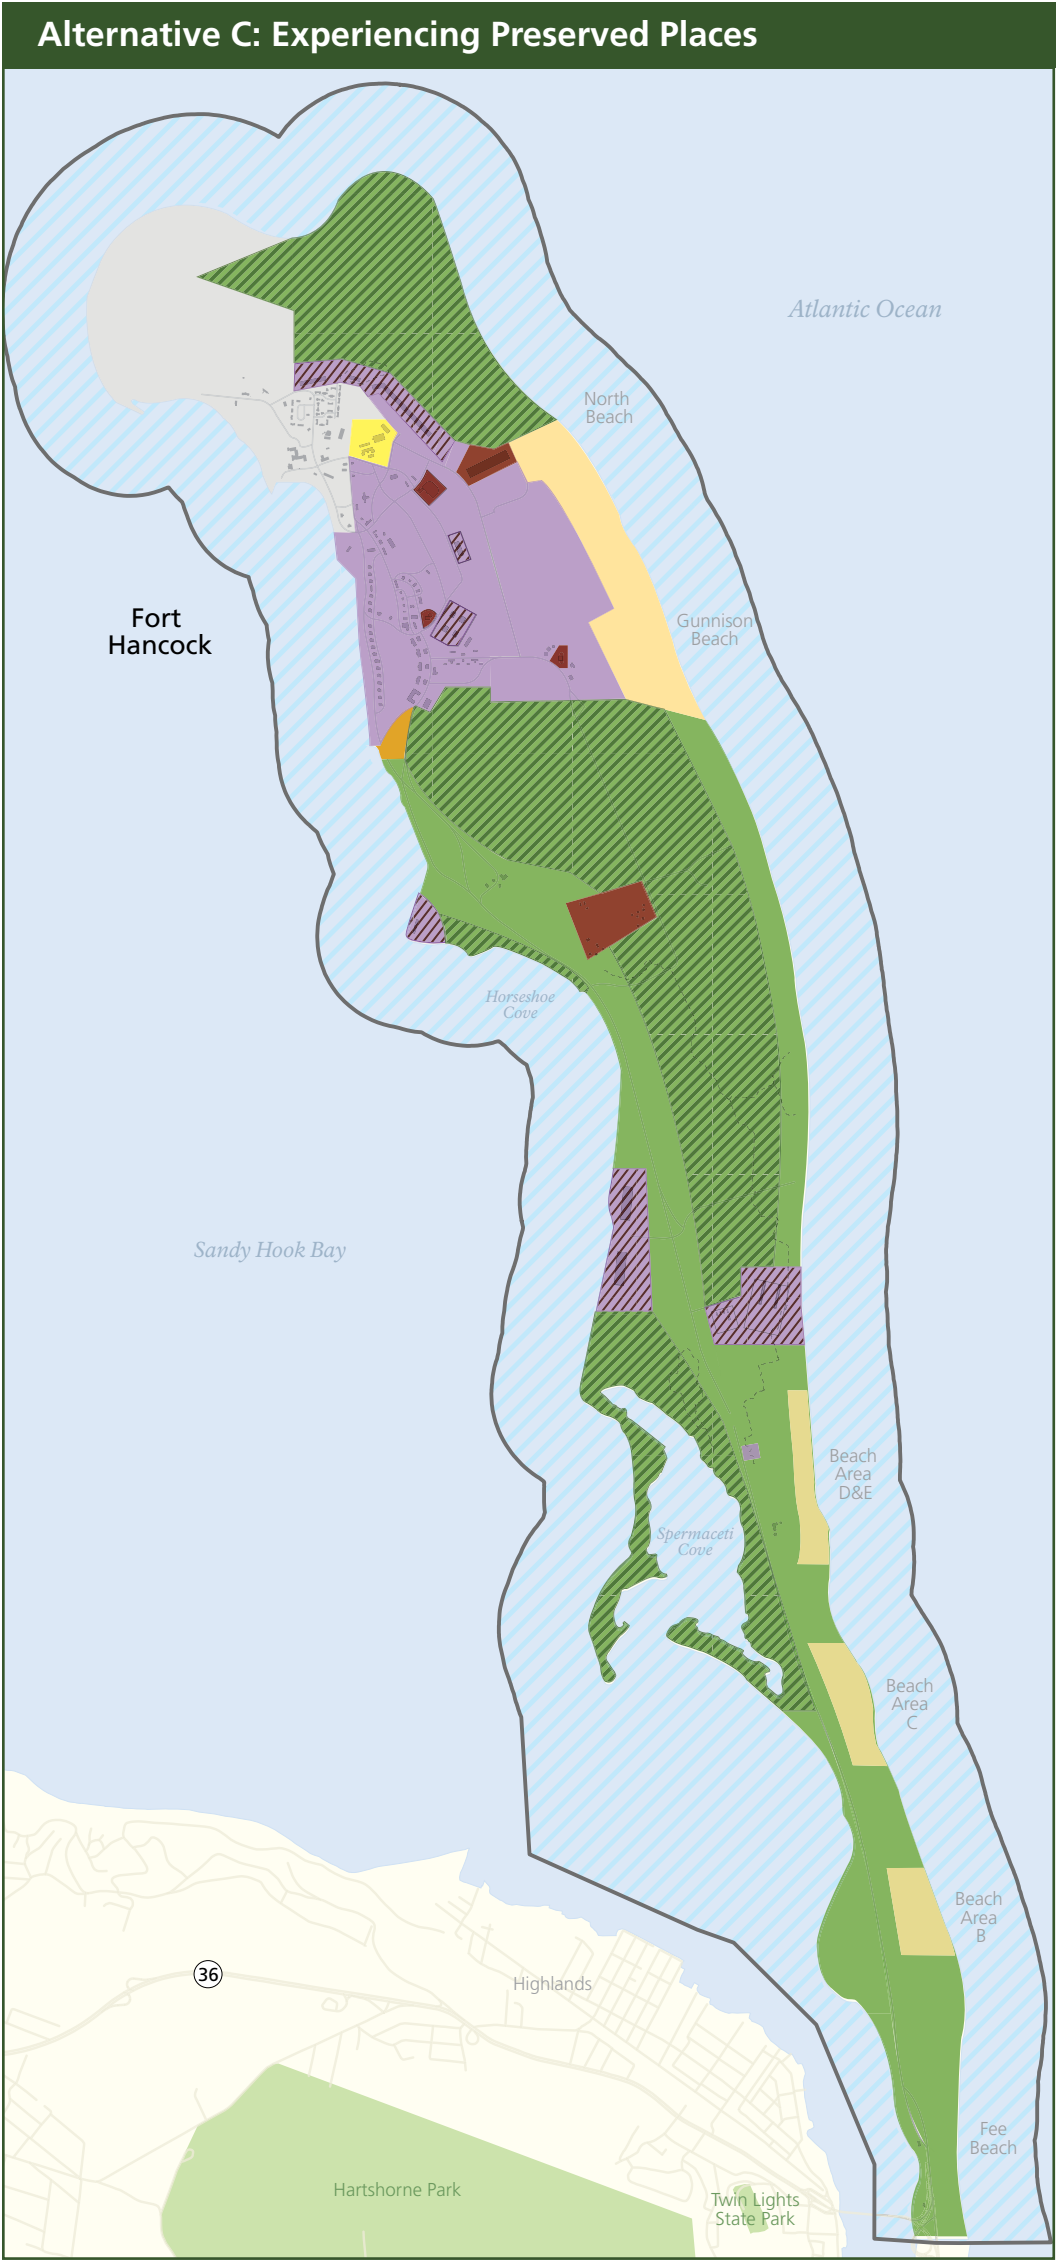 Alternative C: Experiencing Preserved Places
Atlantic Ocean
North
Beach
Fort
Hancock
Gunnison
Beach
Horseshoe
Cove
Sandy Hook Bay
Beach
Area
D&E
Spermaceti
Cove
Beach
Area
C
Beach
Area
B
36
Highlands
Fee
Beach
Hartshorne Park
Twin Lights
State Park